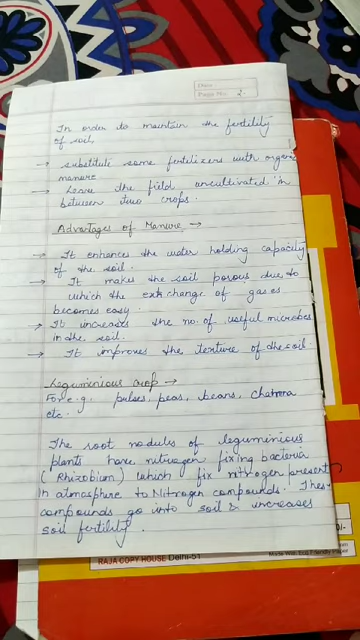 Date
Page No. 2
In order to maintain the fertility
of soil,
→ substitute some fertilizers with organic
manure
→ Leave the field uncultivated in
between two crops.
Advantages of Manure →
→ It enhances the water holding capacity
of the soil.
→ It makes the soil porous due to
which the exchange of gases
becomes easy.
→ It increases the no. of useful microbes
in the soil.
→ It improves the texture of the soil.
Leguminious crop →
For e.g. pulses, peas, beans,
etc.
The root nodules of leguminious
plants have nitrogen fixing bacteria
(Rhizobium) which fix nitrogen present
in atmosphere to Nitrogen compounds. These
compounds go into soil & increases
soil fertility.
RAJA COPY HOUSE Delhi-51
Made With Eco Friendly Paper